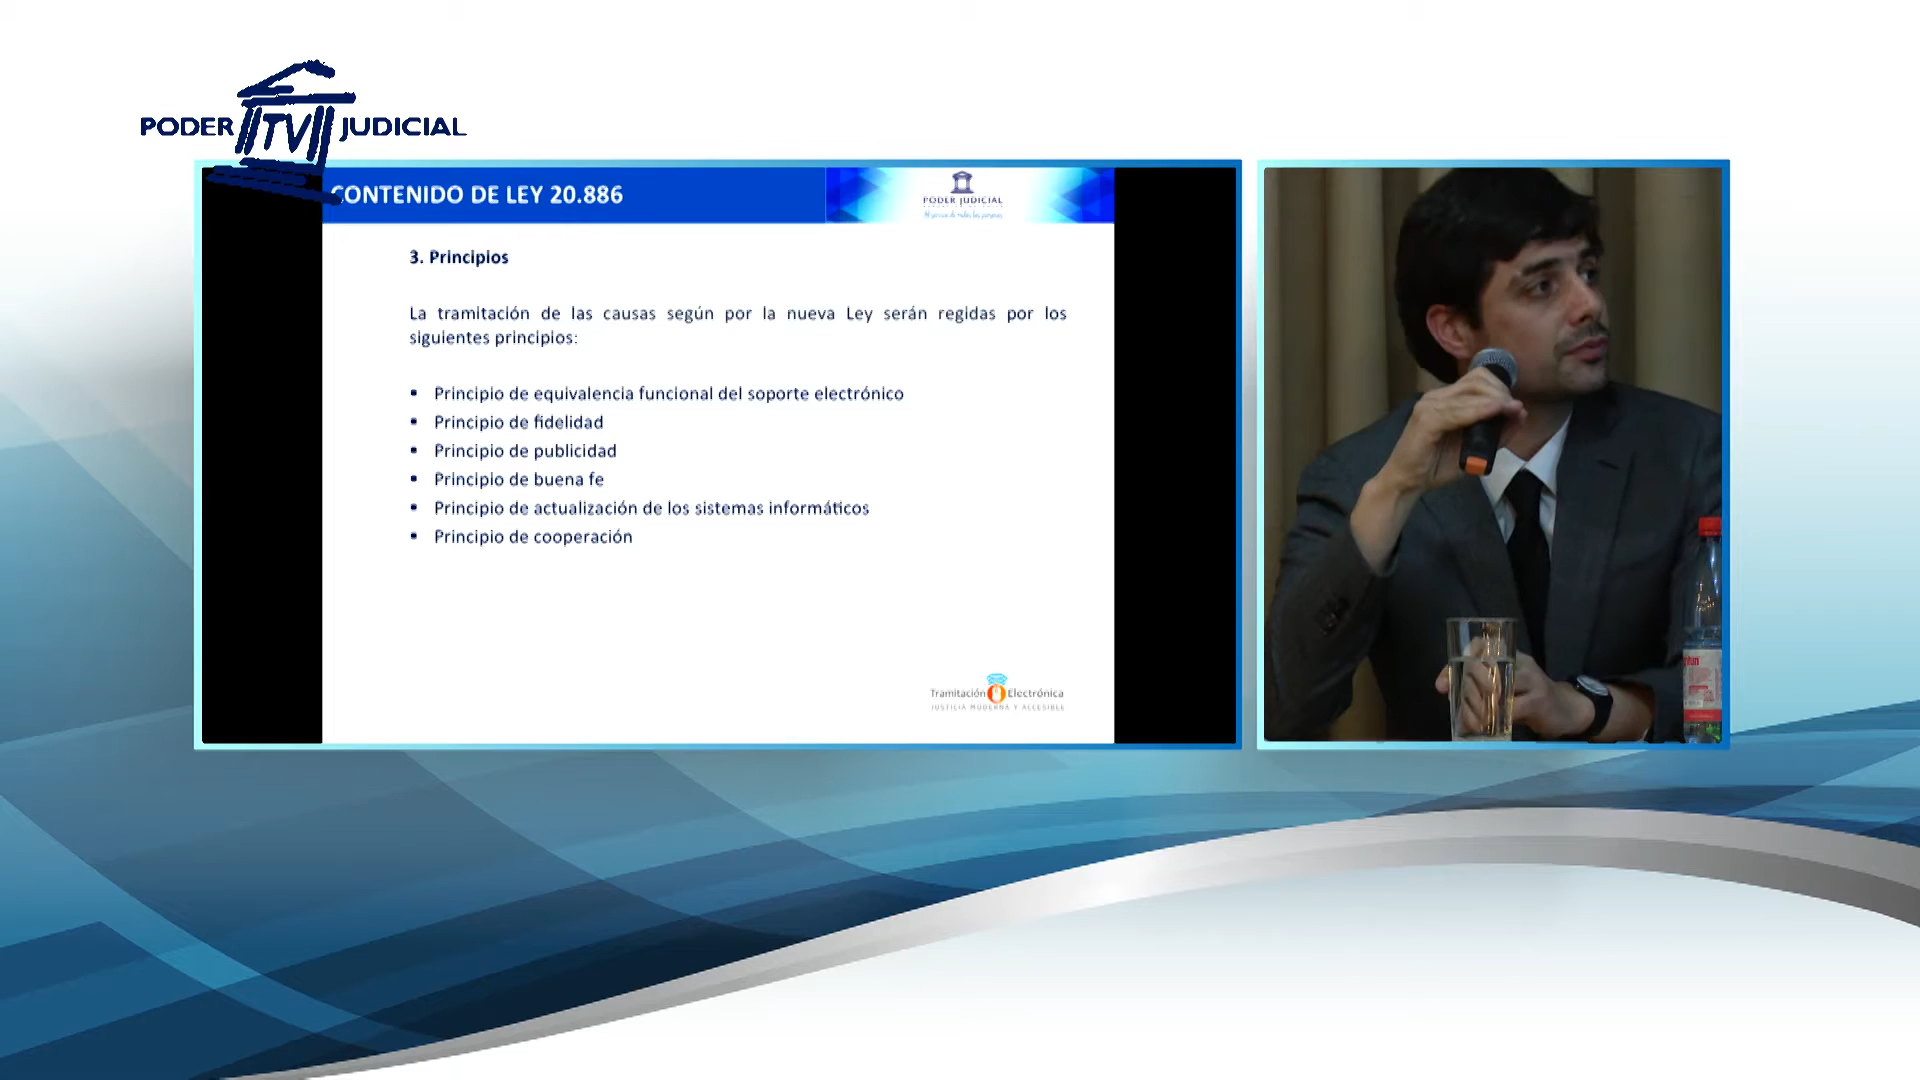 PODER TV JUDICIAL
CONTENIDO DE LEY 20.886
PODER JUDICIAL
3. Principios
La tramitación de las causas según por la nueva Ley serán regidas por los
siguientes principios:
▪ Principio de equivalencia funcional del soporte electrónico
▪ Principio de fidelidad
▪ Principio de publicidad
▪ Principio de buena fe
▪ Principio de actualización de los sistemas informáticos
▪ Principio de cooperación
Tramitación Electrónica
JUSTICIA MODERNA Y ACCESIBLE